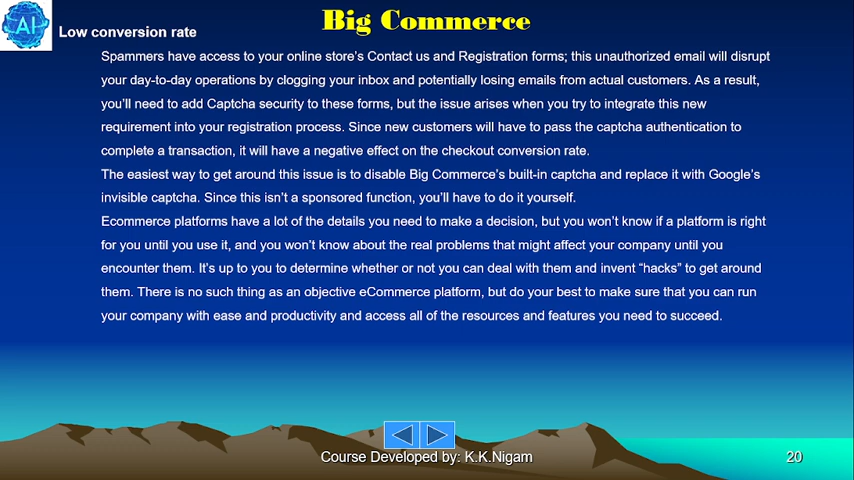 AI
Big Commerce
Low conversion rate
Spammers have access to your online store's Contact us and Registration forms; this unauthorized email will disrupt
your day-to-day operations by clogging your inbox and potentially losing emails from actual customers. As a result,
you'll need to add Captcha security to these forms, but the issue arises when you try to integrate this new
requirement into your registration process. Since new customers will have to pass the captcha authentication to
complete a transaction, it will have a negative effect on the checkout conversion rate.
The easiest way to get around this issue is to disable Big Commerce's built-in captcha and replace it with Google's
invisible captcha. Since this isn't a sponsored function, you'll have to do it yourself.
Ecommerce platforms have a lot of the details you need to make a decision, but you won't know if a platform is right
for you until you use it, and you won't know about the real problems that might affect your company until you
encounter them. It's up to you to determine whether or not you can deal with them and invent “hacks” to get around
them. There is no such thing as an objective eCommerce platform, but do your best to make sure that you can run
your company with ease and productivity and access all of the resources and features you need to succeed.
Course Developed by: K.K.Nigam
20